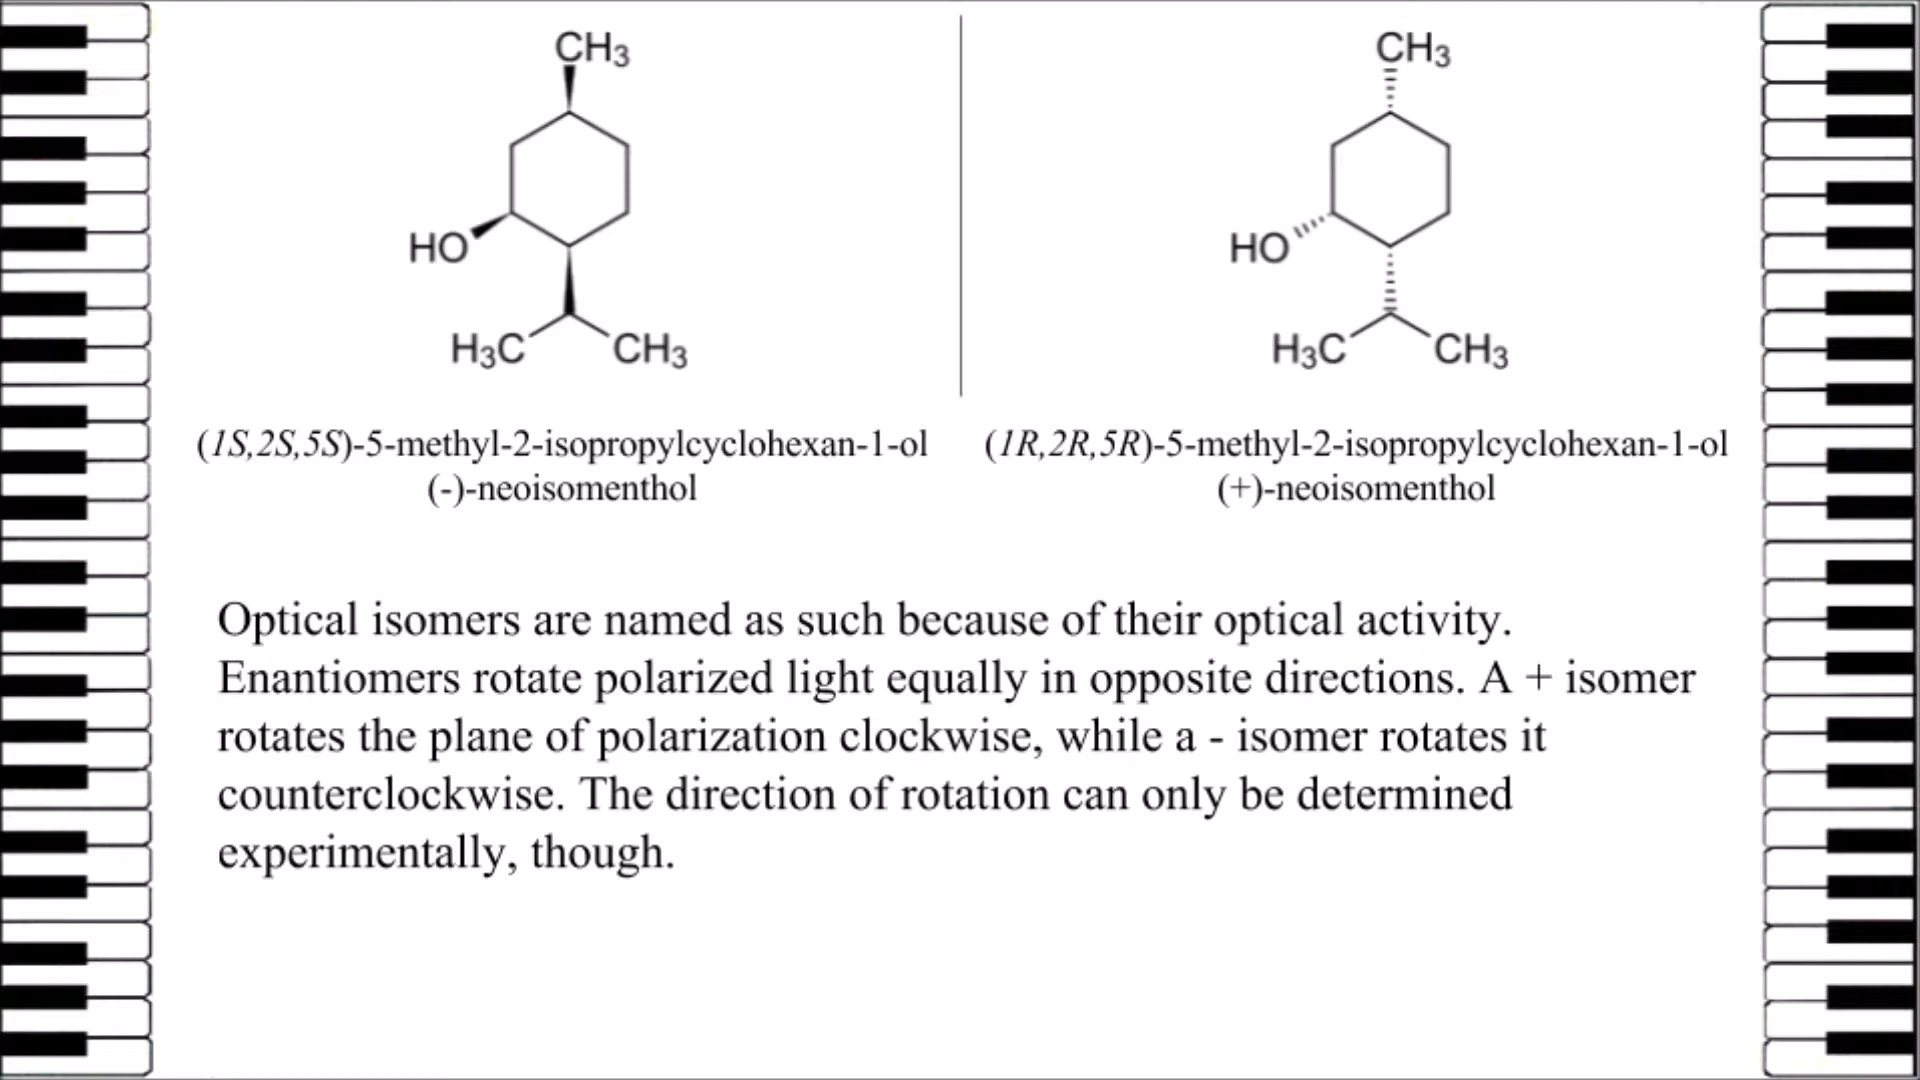 CH3 CH3
HO HO
H3C CH3 H3C CH3
(1S,2S,5S)-5-methyl-2-isopropylcyclohexan-1-ol (1R,2R,5R)-5-methyl-2-isopropylcyclohexan-1-ol
(-)-neoisomenthol (+)-neoisomenthol
Optical isomers are named as such because of their optical activity.
Enantiomers rotate polarized light equally in opposite directions. A + isomer
rotates the plane of polarization clockwise, while a - isomer rotates it
counterclockwise. The direction of rotation can only be determined
experimentally, though.